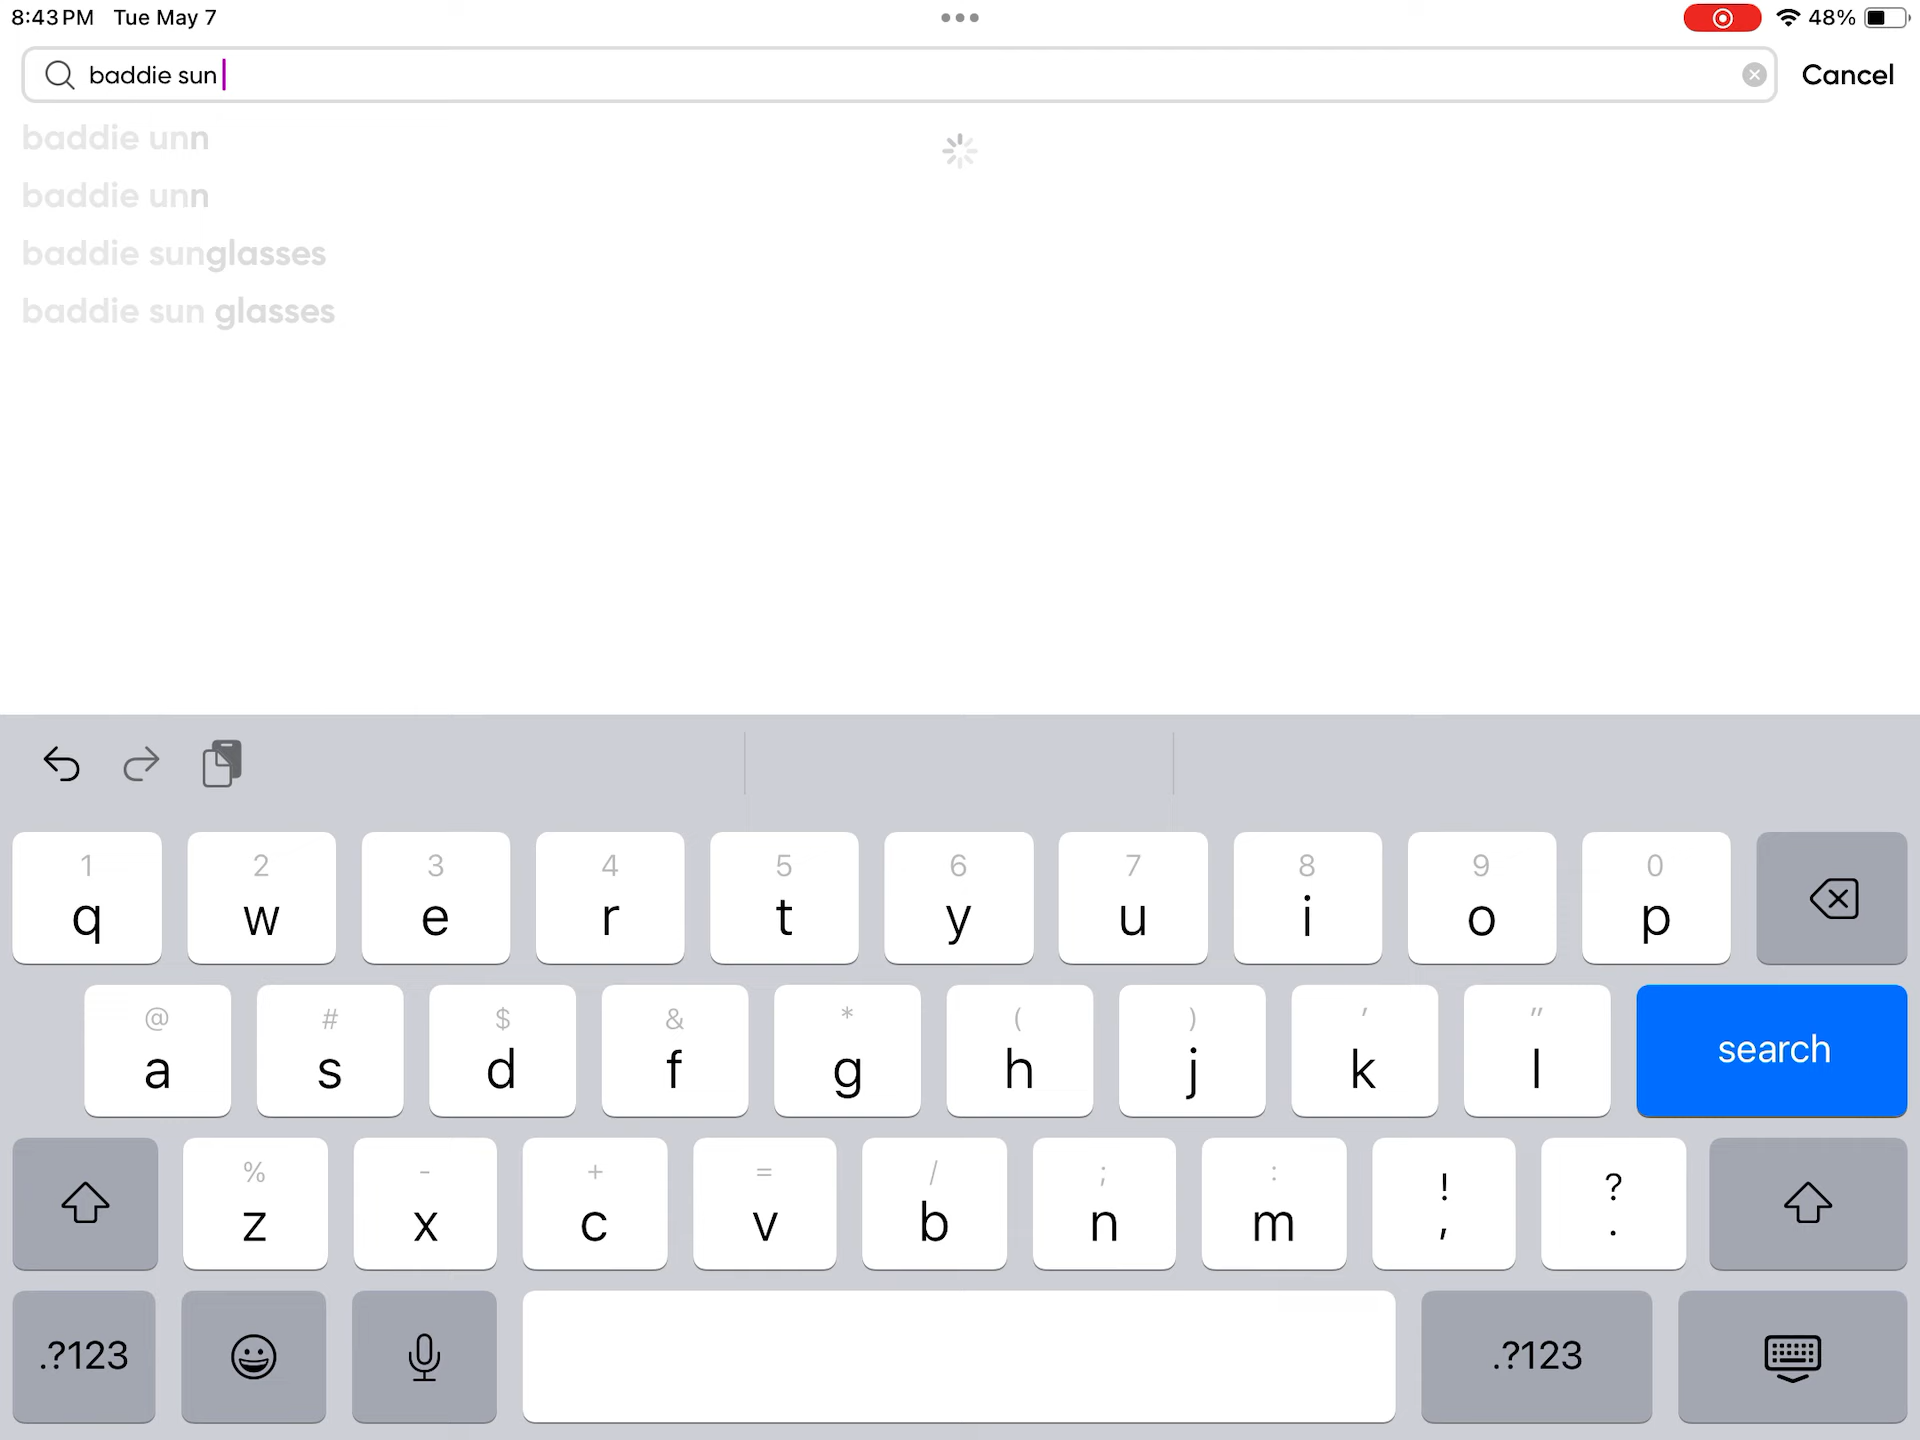 8:43 PM Tue May 7 48%
baddie sun Cancel
baddie unn
baddie unn
baddie sunglasses
baddie sun glasses
1 2 3 4 5 6 7 8 9 0
q w e r t y u i o p
@ # $ & * ( ) ' "
a s d f g h j k l search
% - + = / ; : ! ?
z x c v b n m , .
.?123 .?123